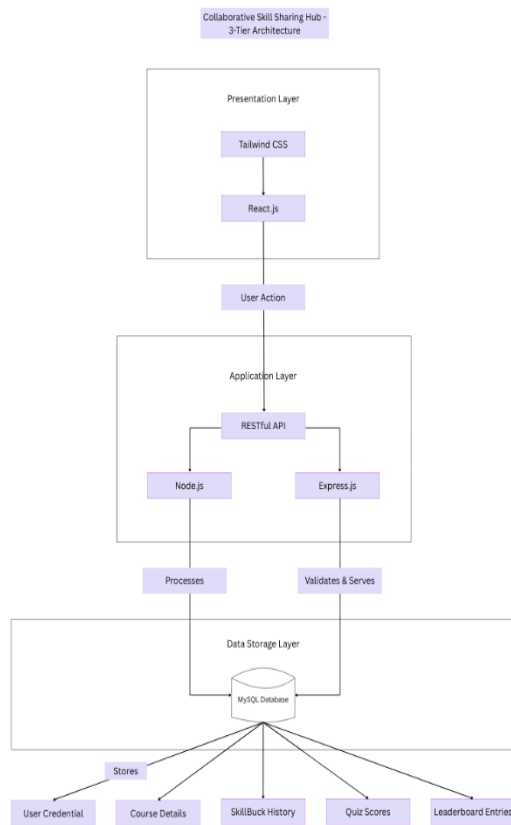 Collaborative Skill Sharing Hub -
3-Tier Architecture
Presentation Layer
Tailwind CSS
React.js
User Action
Application Layer
RESTful API
Node.js
Express.js
Processes
Validates & Serves
Data Storage Layer
MySQL Database
Stores
User Credential
Course Details
SkillBuck History
Quiz Scores
Leaderboard Entries